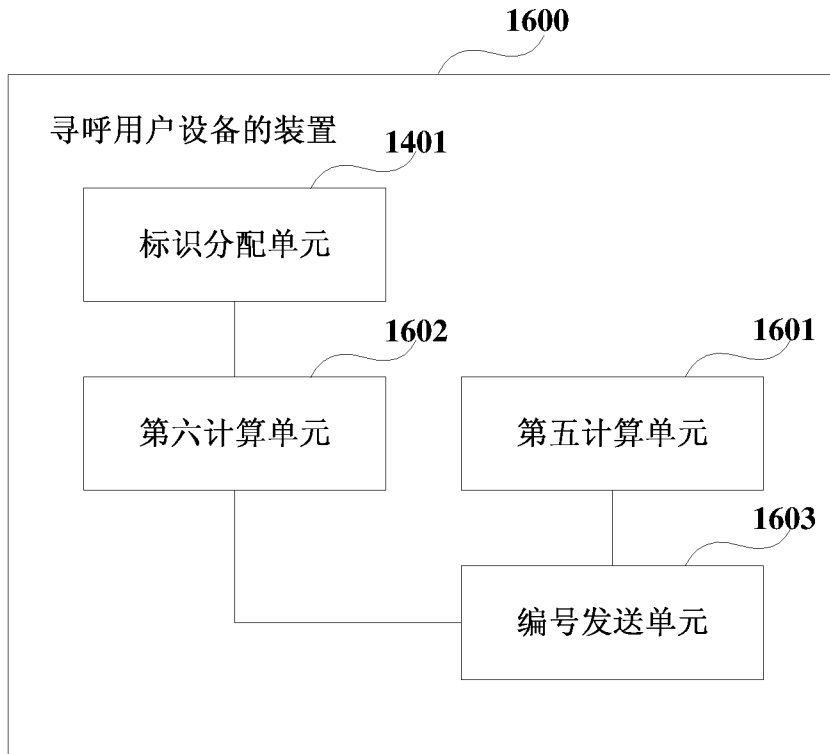 1600
寻呼用户设备的装置
1401
标识分配单元
1602
1601
第六计算单元
第五计算单元
1603
编号发送单元